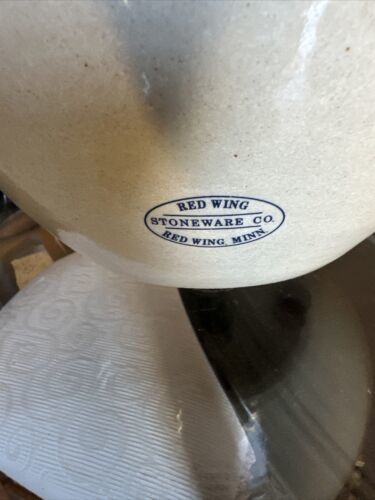 RED WING
STONEWARE CO.
RED WING, MINN.